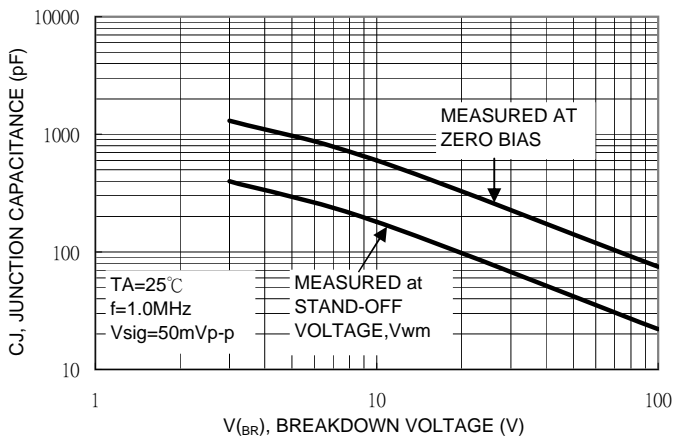 CJ, JUNCTION CAPACITANCE (pF)
10000
1000
100
10
MEASURED AT
ZERO BIAS
TA=25℃
f=1.0MHz
Vsig=50mVp-p
MEASURED at
STAND-OFF
VOLTAGE,Vwm
1
10
100
V(BR), BREAKDOWN VOLTAGE (V)